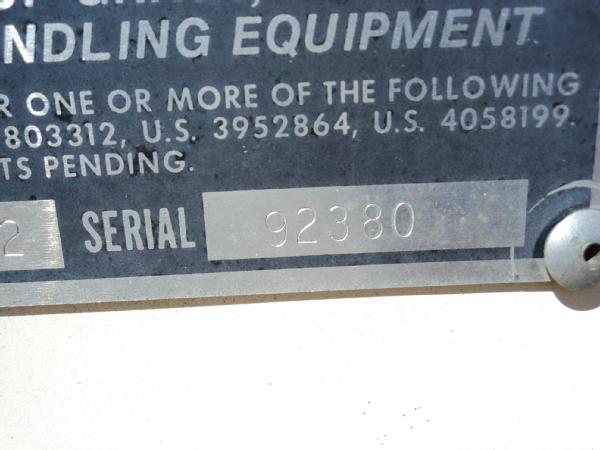 NDLING EQUIPMENT
R ONE OR MORE OF THE FOLLOWING
803312, U.S. 3952864, U.S. 4058199.
TS PENDING.
2 SERIAL 92380